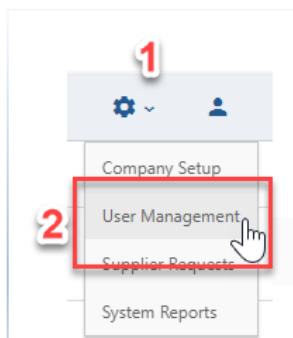 1
Company Setup
2
User Management
Supplier Requests
System Reports